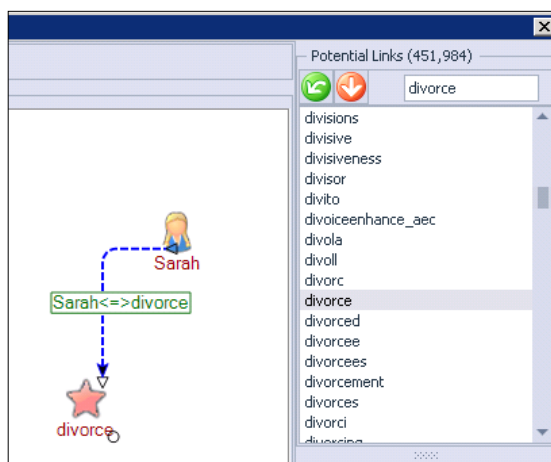 Potential Links (451,984)
divorce
divisions
divisive
divisiveness
divisor
divito
divoiceenhance_aec
divola
divoll
divorc
divorce
divorced
divorcee
divorcees
divorcement
divorces
divorci
divorcing
Sarah
Sarah<=>divorce
divorce